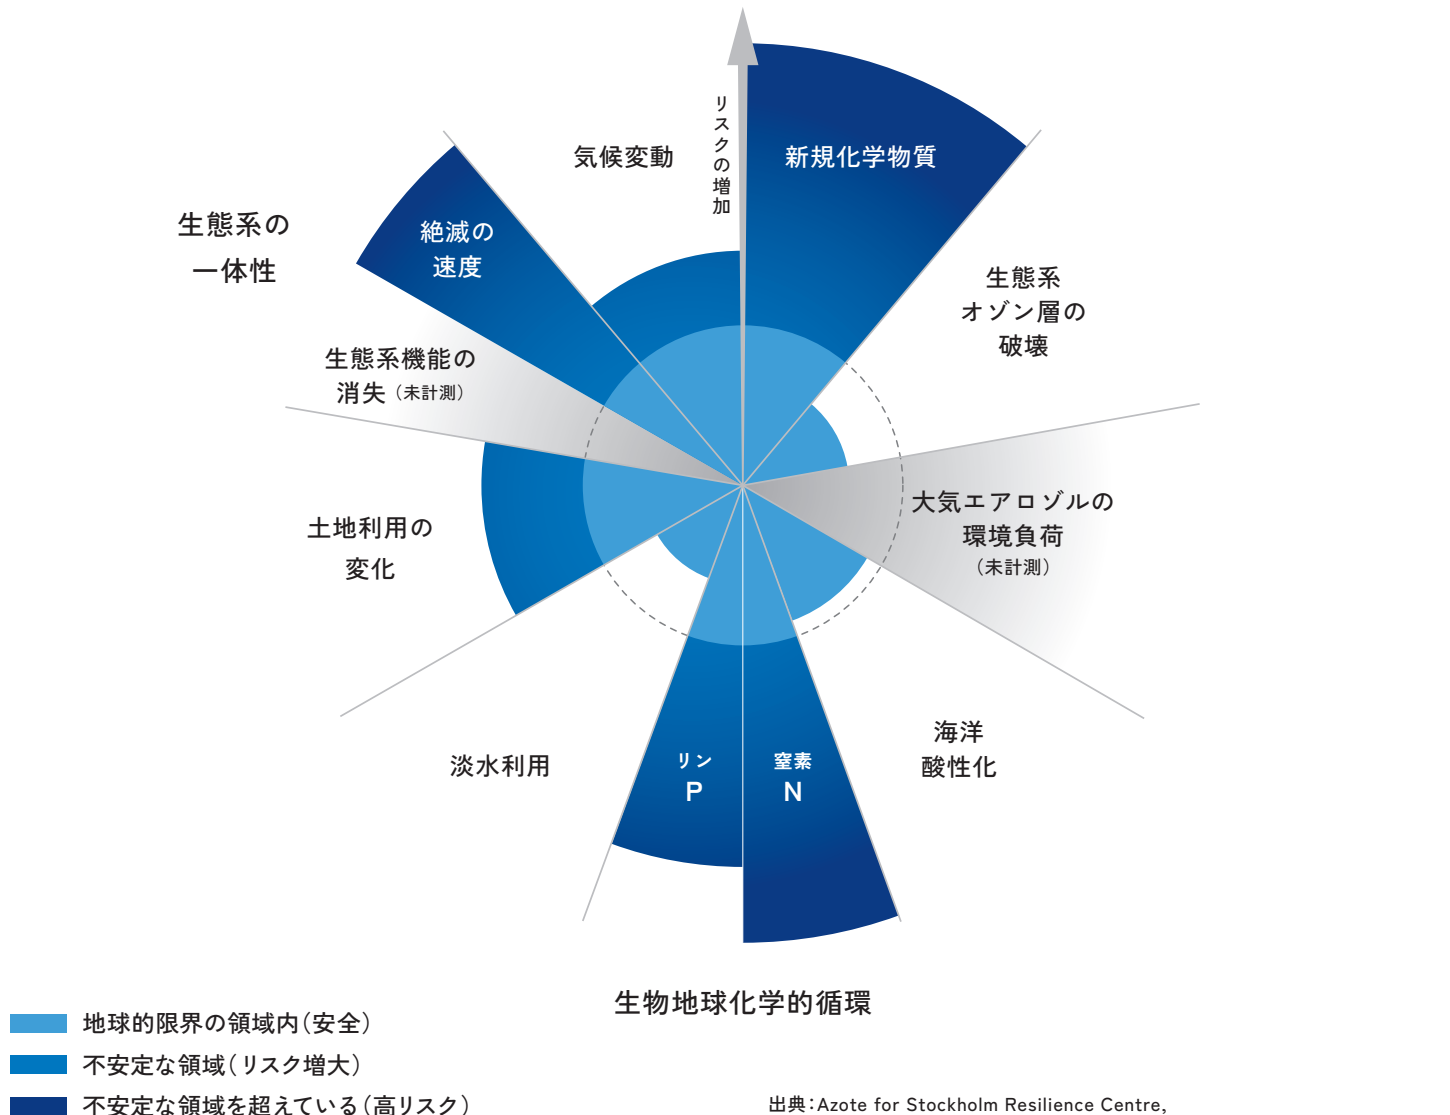 気候変動
リスクの増加
新規化学物質
生態系の
一体性
絶滅の
速度
生態系
オゾン層の
破壊
生態系機能の
消失（未計測）
大気エアロゾルの
環境負荷
（未計測）
土地利用の
変化
淡水利用
リン
P
窒素
N
海洋
酸性化
生物地球化学的循環
地球的限界の領域内（安全）
不安定な領域（リスク増大）
不安定な領域を超えている（高リスク）
出典：Azote for Stockholm Resilience Centre,